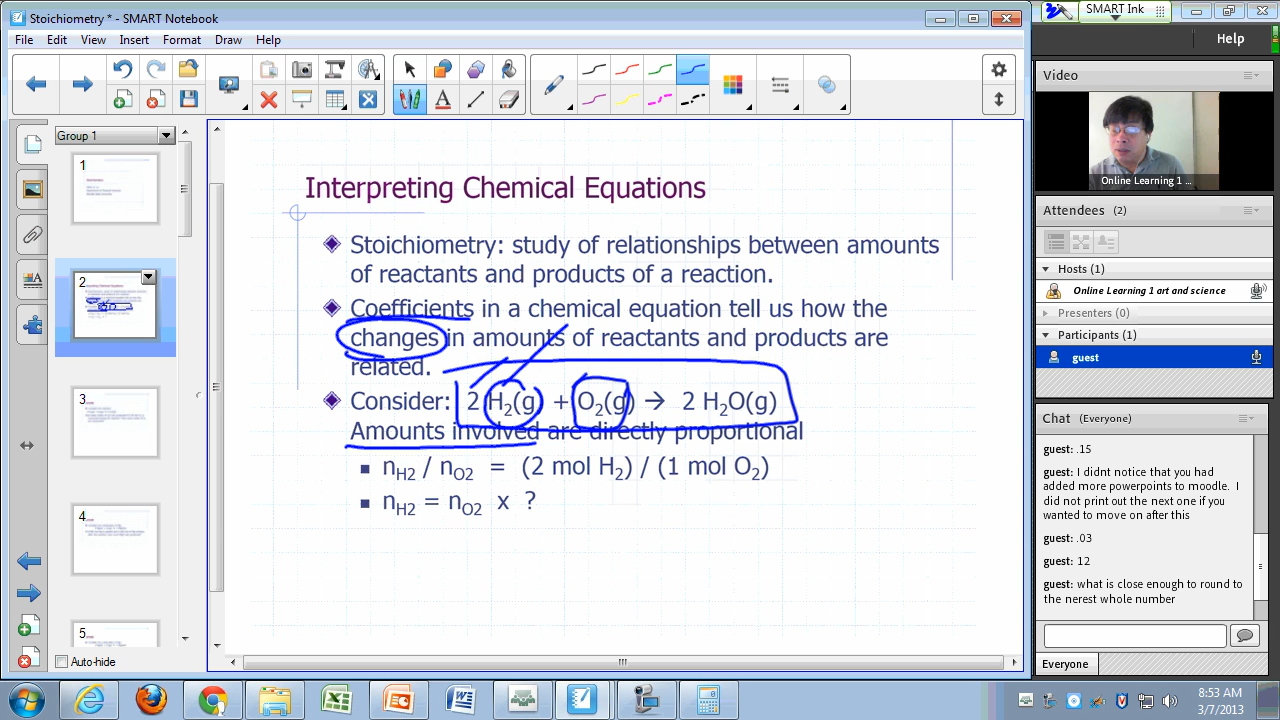 Stoichiometry * - SMART Notebook
SMART Ink
File Edit View Insert Format Draw Help
Help
Video
Online Learning 1 ...
Group 1
1
2
3
4
5
Auto-hide
Interpreting Chemical Equations
Stoichiometry: study of relationships between amounts
of reactants and products of a reaction.
Coefficients in a chemical equation tell us how the
changes in amounts of reactants and products are
related.
Consider: 2 H₂(g) + O₂(g) → 2 H₂O(g)
Amounts involved are directly proportional
nH2 / nO2 = (2 mol H₂) / (1 mol O₂)
nH2 = nO2 x ?
Attendees (2)
Hosts (1)
Online Learning 1 art and science
Presenters (0)
Participants (1)
guest
Chat (Everyone)
guest: .15
guest: I didnt notice that you had
added more powerpoints to moodle. I
did not print out the next one if you
wanted to move on after this
guest: .03
guest: 12
guest: what is close enough to round to
the nerest whole number
Everyone
8:53 AM
3/7/2013